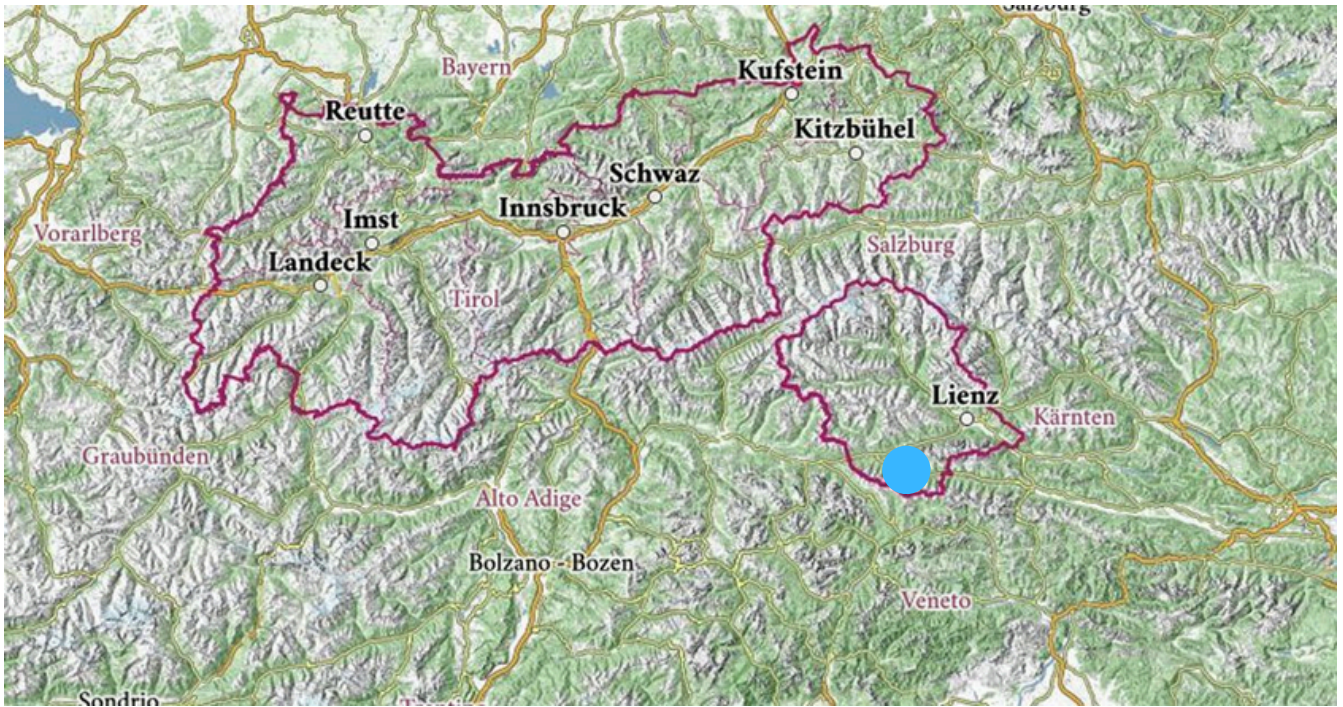 Salzburg
Bayern
Kufstein
Reutte
Kitzbühel
Schwaz
Innsbruck
Imst
Vorarlberg
Salzburg
Landeck
Tirol
Lienz
Kärnten
Graubünden
Alto Adige
Bolzano - Bozen
Veneto
Sondrio
Trentino